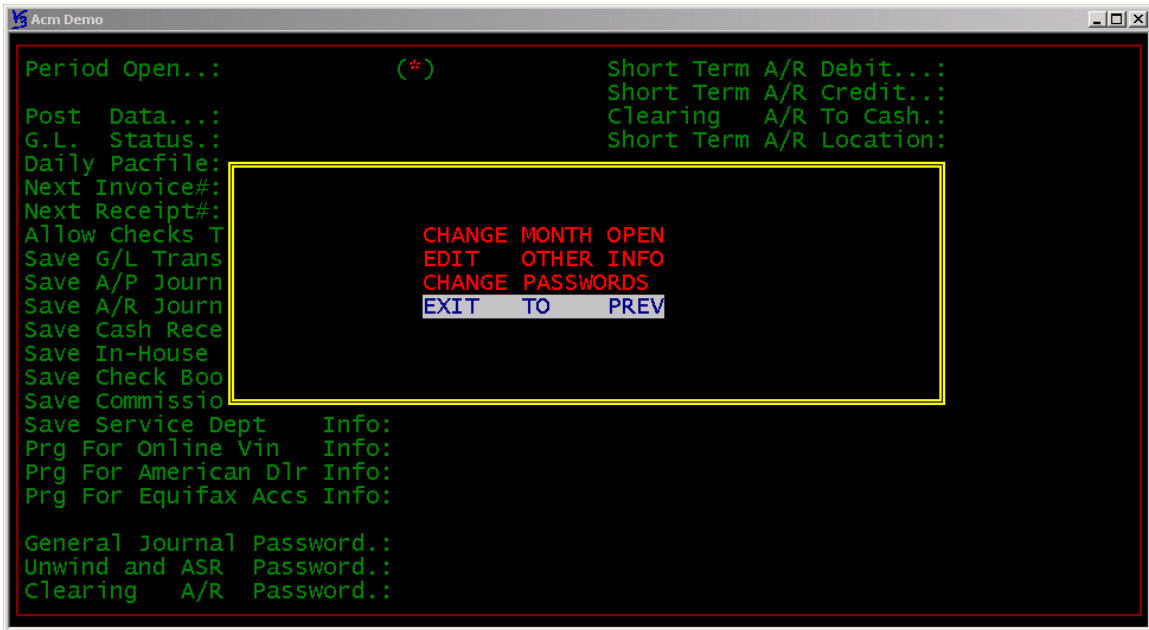 V3 Acm Demo
Period Open..: (*) Short Term A/R Debit...:
Short Term A/R Credit..:
Post Data...: Clearing A/R To Cash.:
G.L. Status.: Short Term A/R Location:
Daily Pacfile:
Next Invoice#:
Next Receipt#:
Allow Checks T
Save G/L Trans
Save A/P Journ
Save A/R Journ
Save Cash Rece
Save In-House
Save Check Boo
Save Commissio
CHANGE MONTH OPEN
EDIT OTHER INFO
CHANGE PASSWORDS
EXIT TO PREV
Save Service Dept Info:
Prg For Online Vin Info:
Prg For American Dlr Info:
Prg For Equifax Accs Info:
General Journal Password.:
Unwind and ASR Password.:
Clearing A/R Password.: